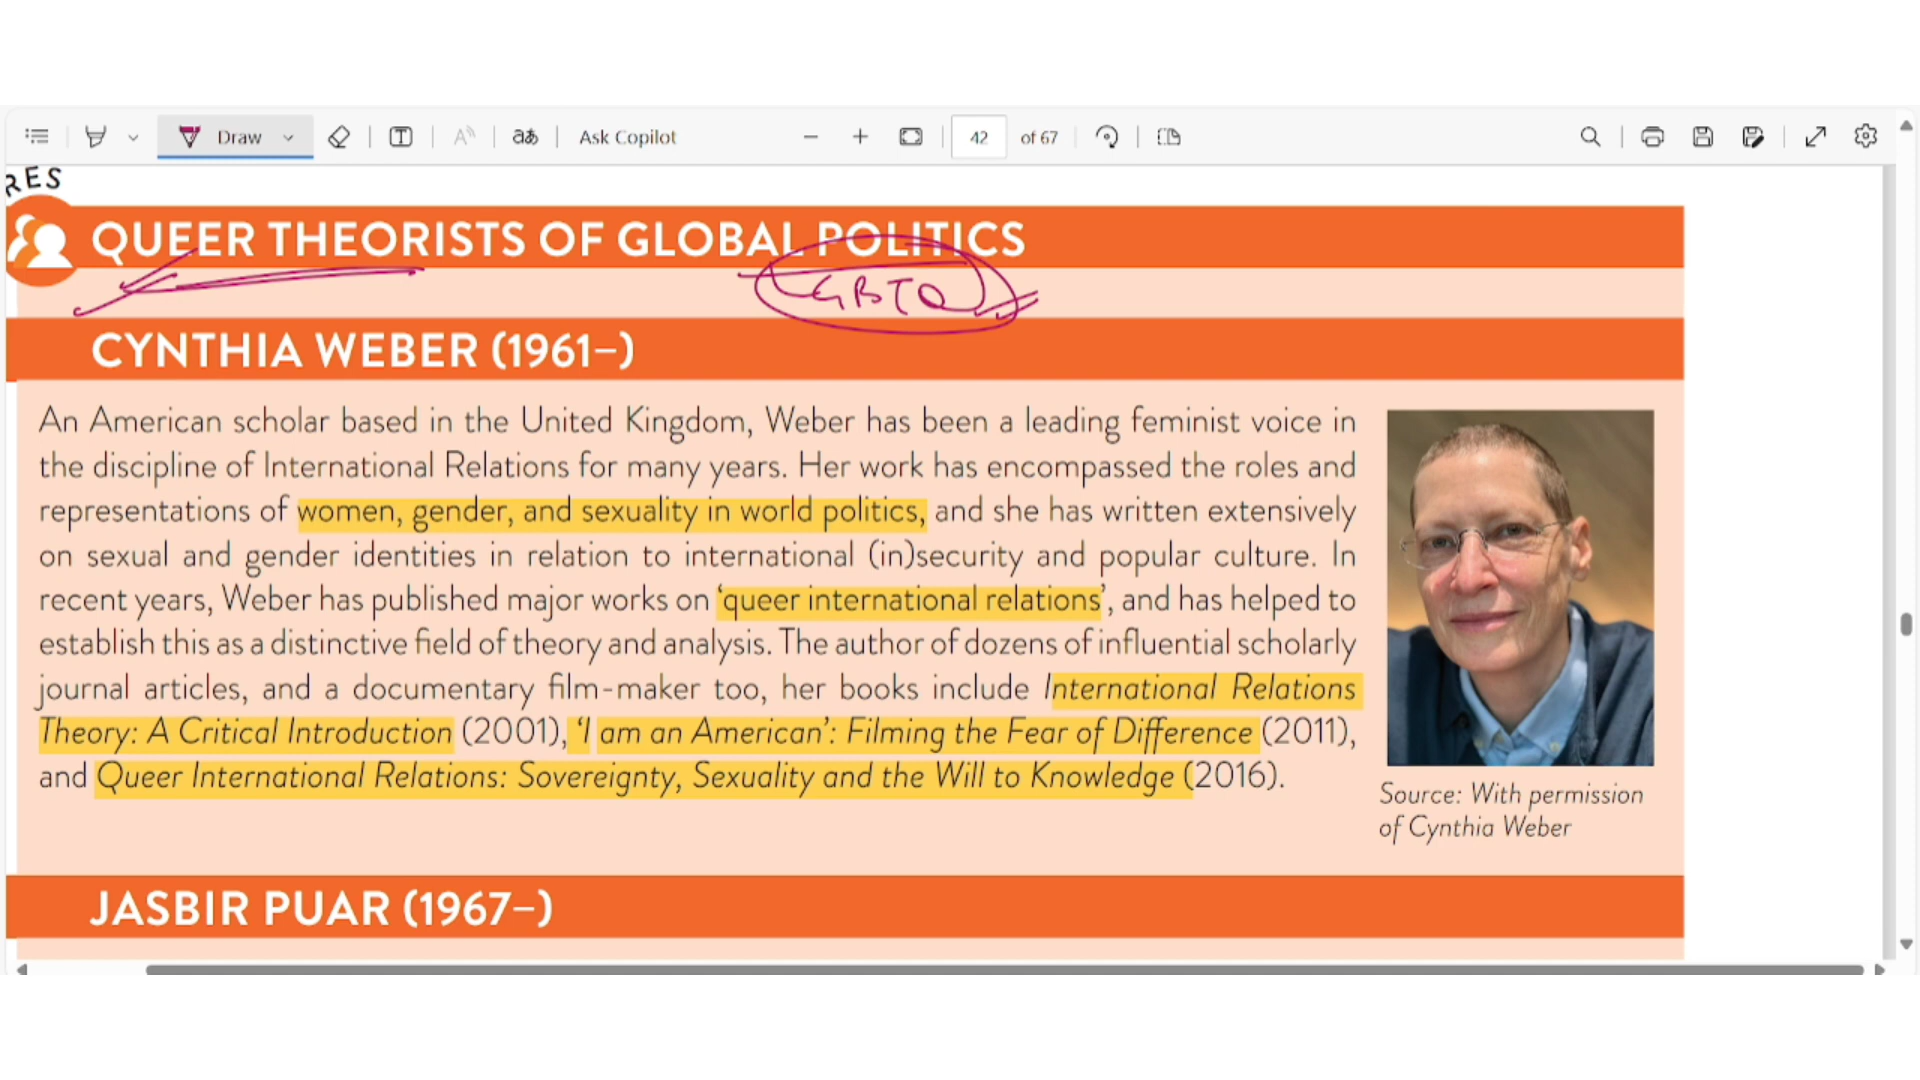 Draw
Ask Copilot
42 of 67
RES
QUEER THEORISTS OF GLOBAL POLITICS
LGBTQ
CYNTHIA WEBER (1961–)
An American scholar based in the United Kingdom, Weber has been a leading feminist voice in
the discipline of International Relations for many years. Her work has encompassed the roles and
representations of women, gender, and sexuality in world politics, and she has written extensively
on sexual and gender identities in relation to international (in)security and popular culture. In
recent years, Weber has published major works on ‘queer international relations’, and has helped to
establish this as a distinctive field of theory and analysis. The author of dozens of influential scholarly
journal articles, and a documentary film-maker too, her books include International Relations
Theory: A Critical Introduction (2001), ‘I am an American’: Filming the Fear of Difference (2011),
and Queer International Relations: Sovereignty, Sexuality and the Will to Knowledge (2016).
Source: With permission
of Cynthia Weber
JASBIR PUAR (1967–)